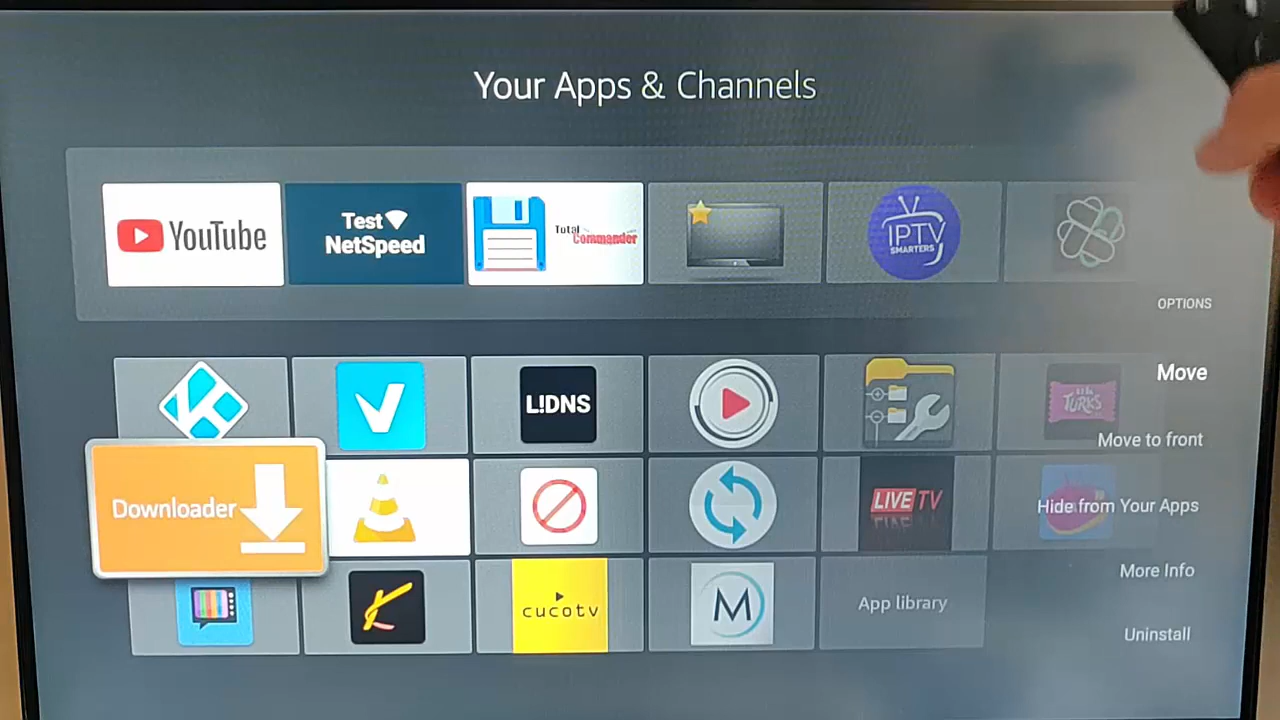 Your Apps & Channels
YouTube
Test
NetSpeed
Total
Commander
IPTV
SMARTERS
OPTIONS
L!DNS
TURKS
Move
Move to front
Downloader
LIVE TV
Hide from Your Apps
More Info
cucotv
M
App library
Uninstall